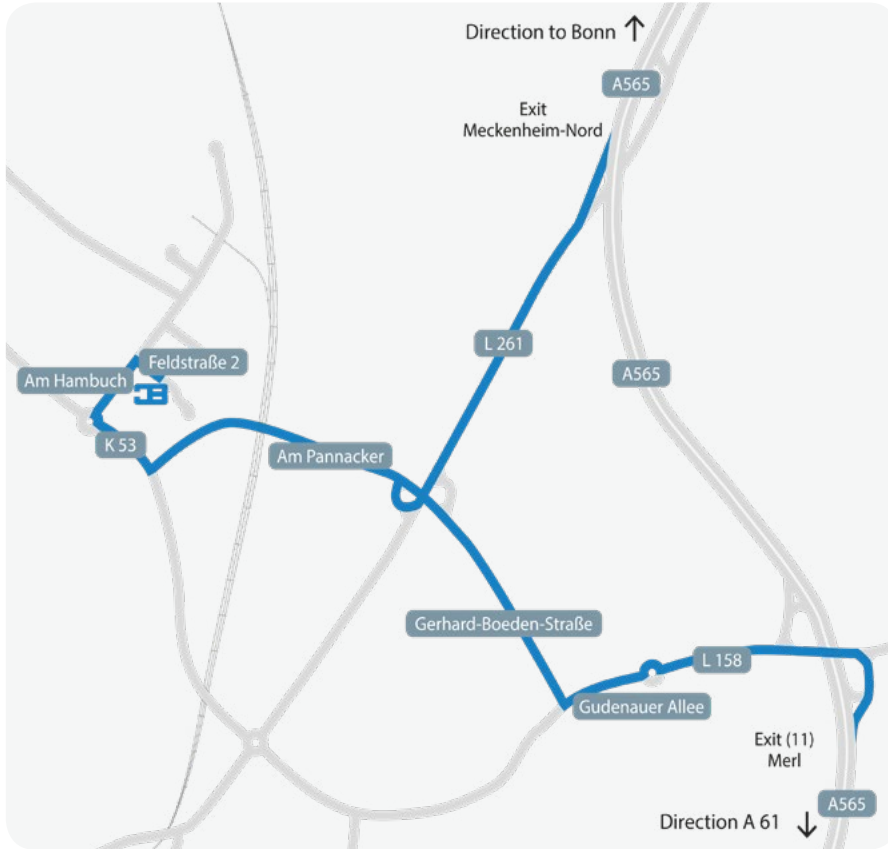 Direction to Bonn ↑
A565
Exit
Meckenheim-Nord
L 261
Feldstraße 2
A565
Am Hambuch
K 53
Am Pannacker
Gerhard-Boeden-Straße
L 158
Gudenauer Allee
Exit (11)
Merl
A565
Direction A 61 ↓